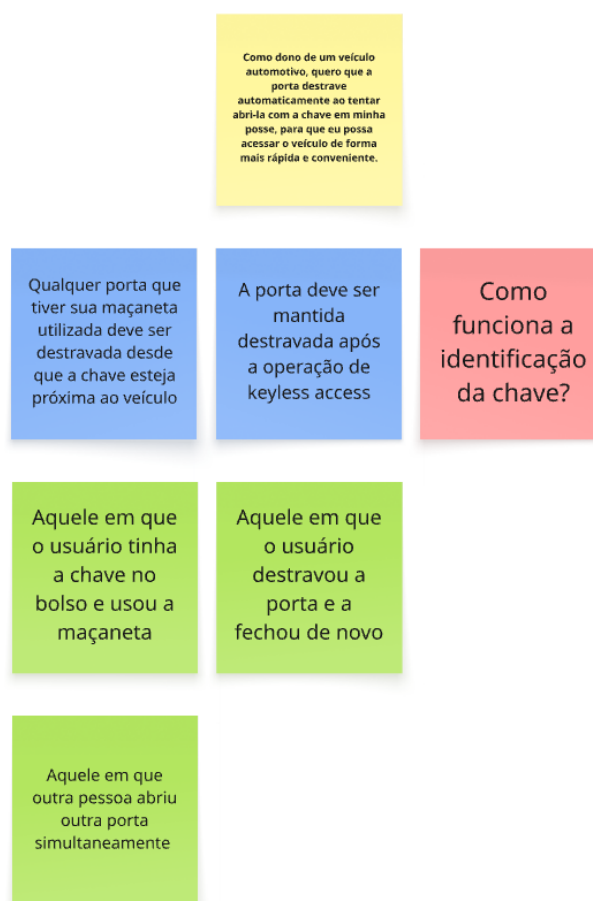 Como dono de um veículo
automotivo, quero que a
porta destrave
automaticamente ao tentar
abri-la com a chave em minha
posse, para que eu possa
acessar o veículo de forma
mais rápida e conveniente.
Qualquer porta que
tiver sua maçaneta
utilizada deve ser
destravada desde
que a chave esteja
próxima ao veículo
A porta deve ser
mantida
destravada após
a operação de
keyless access
Como
funciona a
identificação
da chave?
Aquele em que
o usuário tinha
a chave no
bolso e usou a
maçaneta
Aquele em que
o usuário
destravou a
porta e a
fechou de novo
Aquele em que
outra pessoa abriu
outra porta
simultaneamente